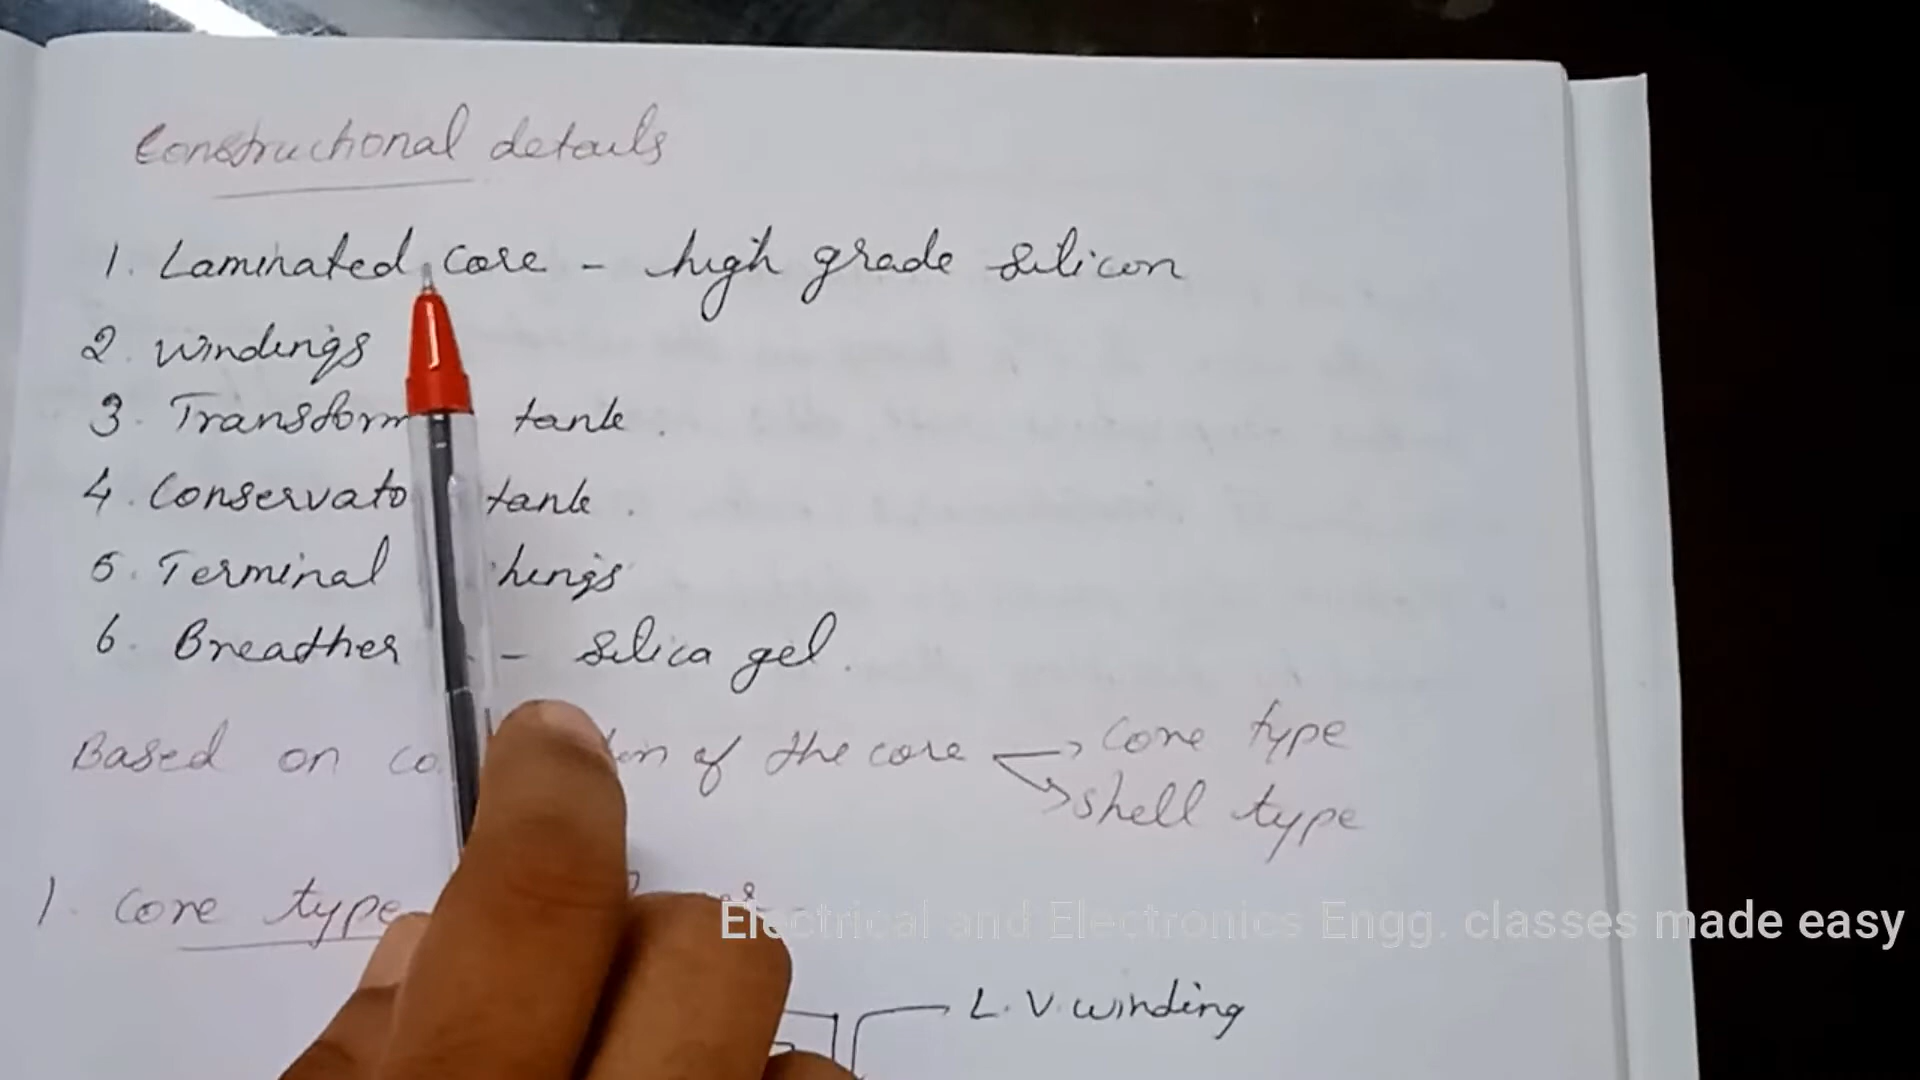 Constructional details
1. Laminated core - high grade silicon
2. Windings
3. Transform tank.
4. Conservato tank.
5. Terminal hings
6. Breather - silica gel.
Based on co of the core → core type
→ shell type
1. Core type
Electrical and Electronics Engg. classes made easy
L.V. winding